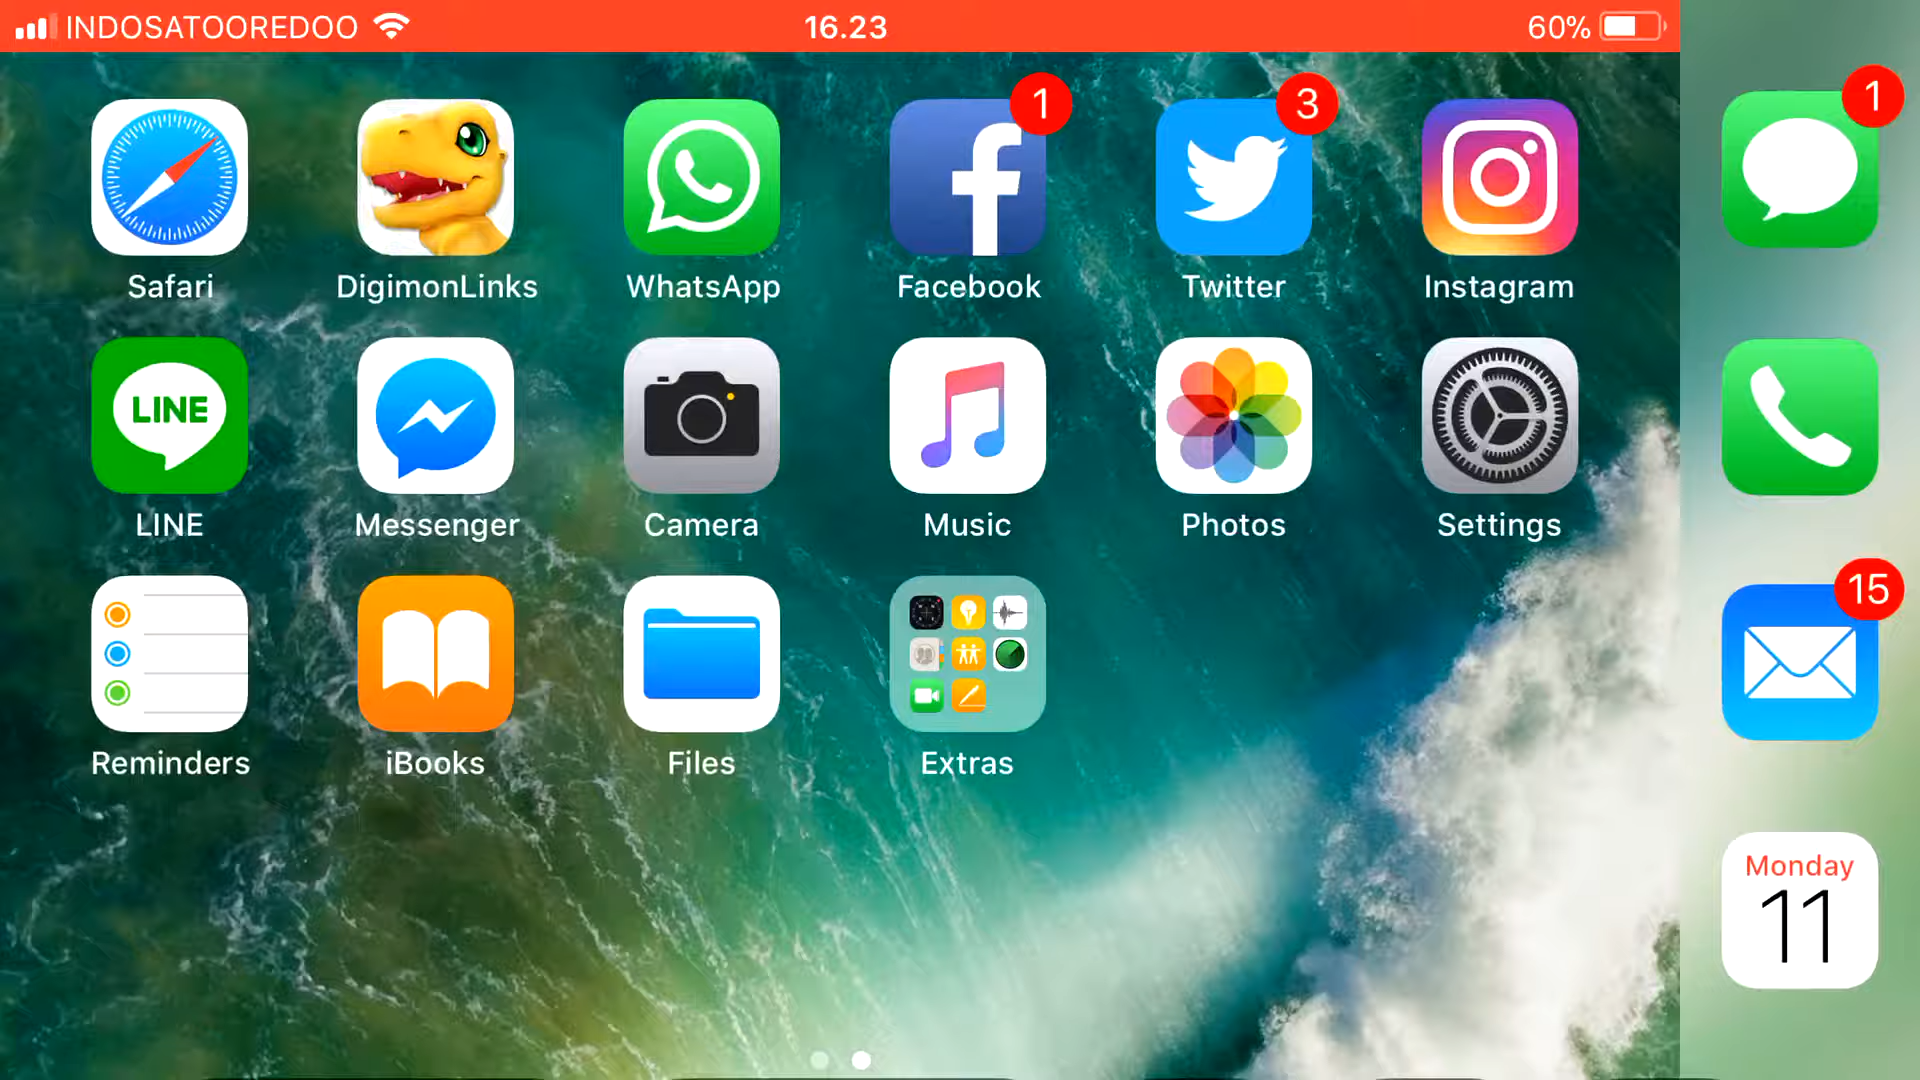 INDOSATOOREDOO 16.23 60%
1 3 1
Safari DigimonLinks WhatsApp Facebook Twitter Instagram
LINE
LINE Messenger Camera Music Photos Settings
15
Reminders iBooks Files Extras
Monday
11